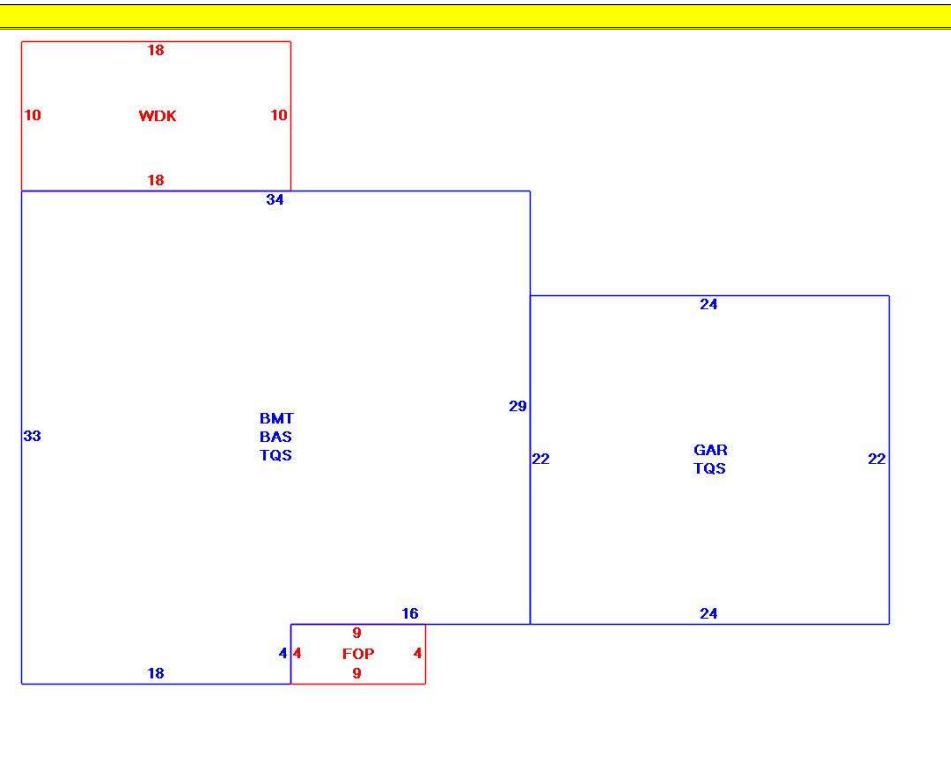 18
10 WDK 10
18
34
24
29
BMT
33 BAS
TQS
GAR
22 22
TQS
16 24
9
4 4 FOP 4
18 9